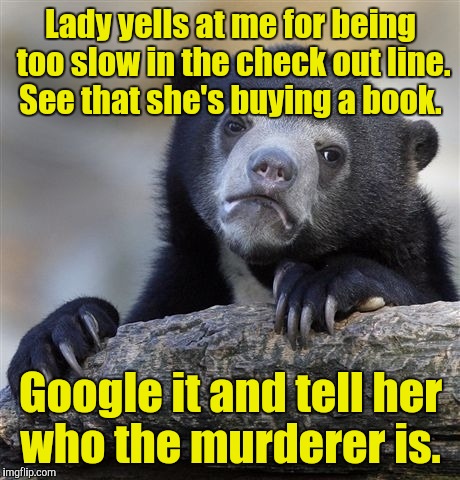 Lady yells at me for being
too slow in the check out line.
See that she's buying a book.
Google it and tell her
who the murderer is.
imgflip.com